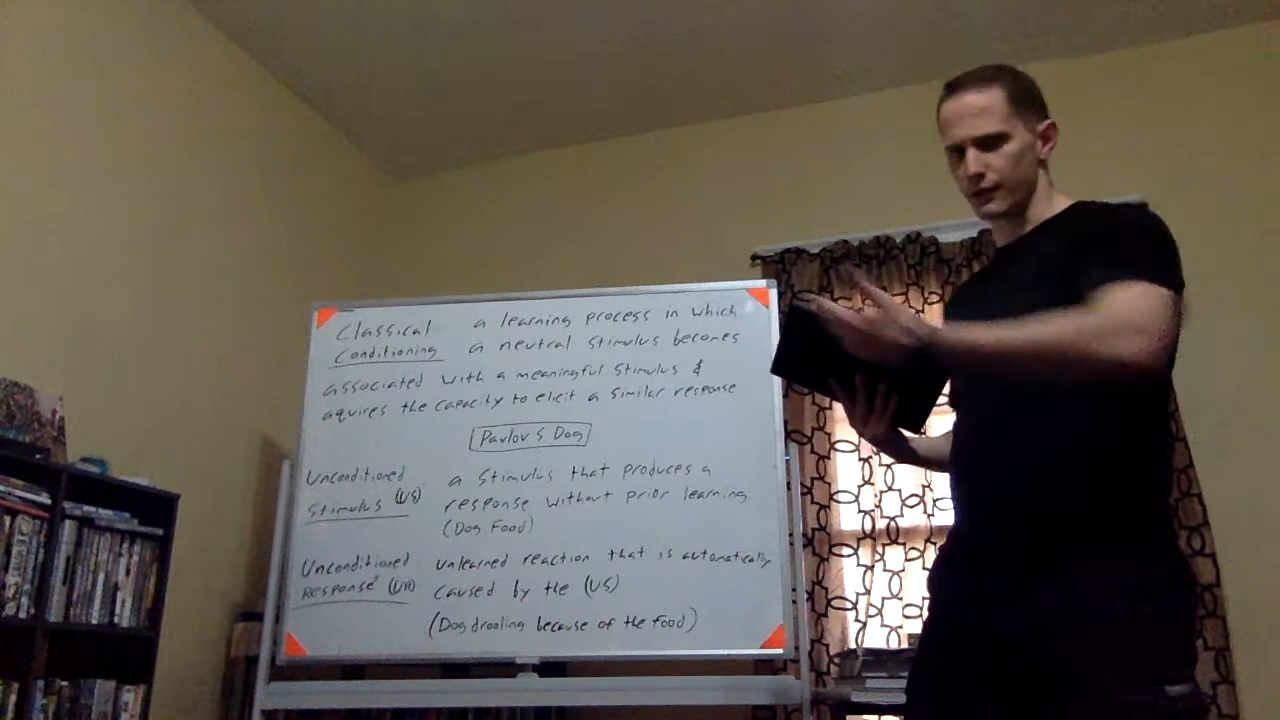 Classical a learning process in which
Conditioning a neutral stimulus becomes
associated with a meaningful stimulus &
aquires the capacity to elicit a similar response
Pavlov's Dog
Unconditioned a stimulus that produces a
Stimulus (US) response without prior learning
(Dog Food)
Unconditioned unlearned reaction that is automatically
Response (UR) caused by the (US)
(Dog drooling because of the food)